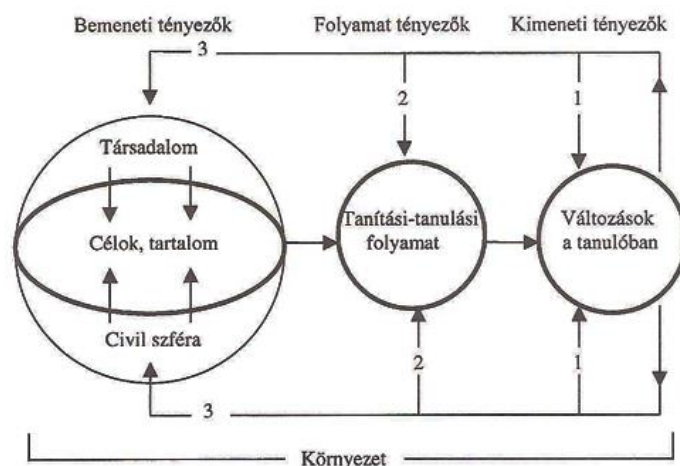 Bemeneti tényezők Folyamat tényezők Kimeneti tényezők
3
2 1
Társadalom
Célok, tartalom
Tanítási-tanulási
folyamat
Változások
a tanulóban
Civil szféra
2 1
3
Környezet